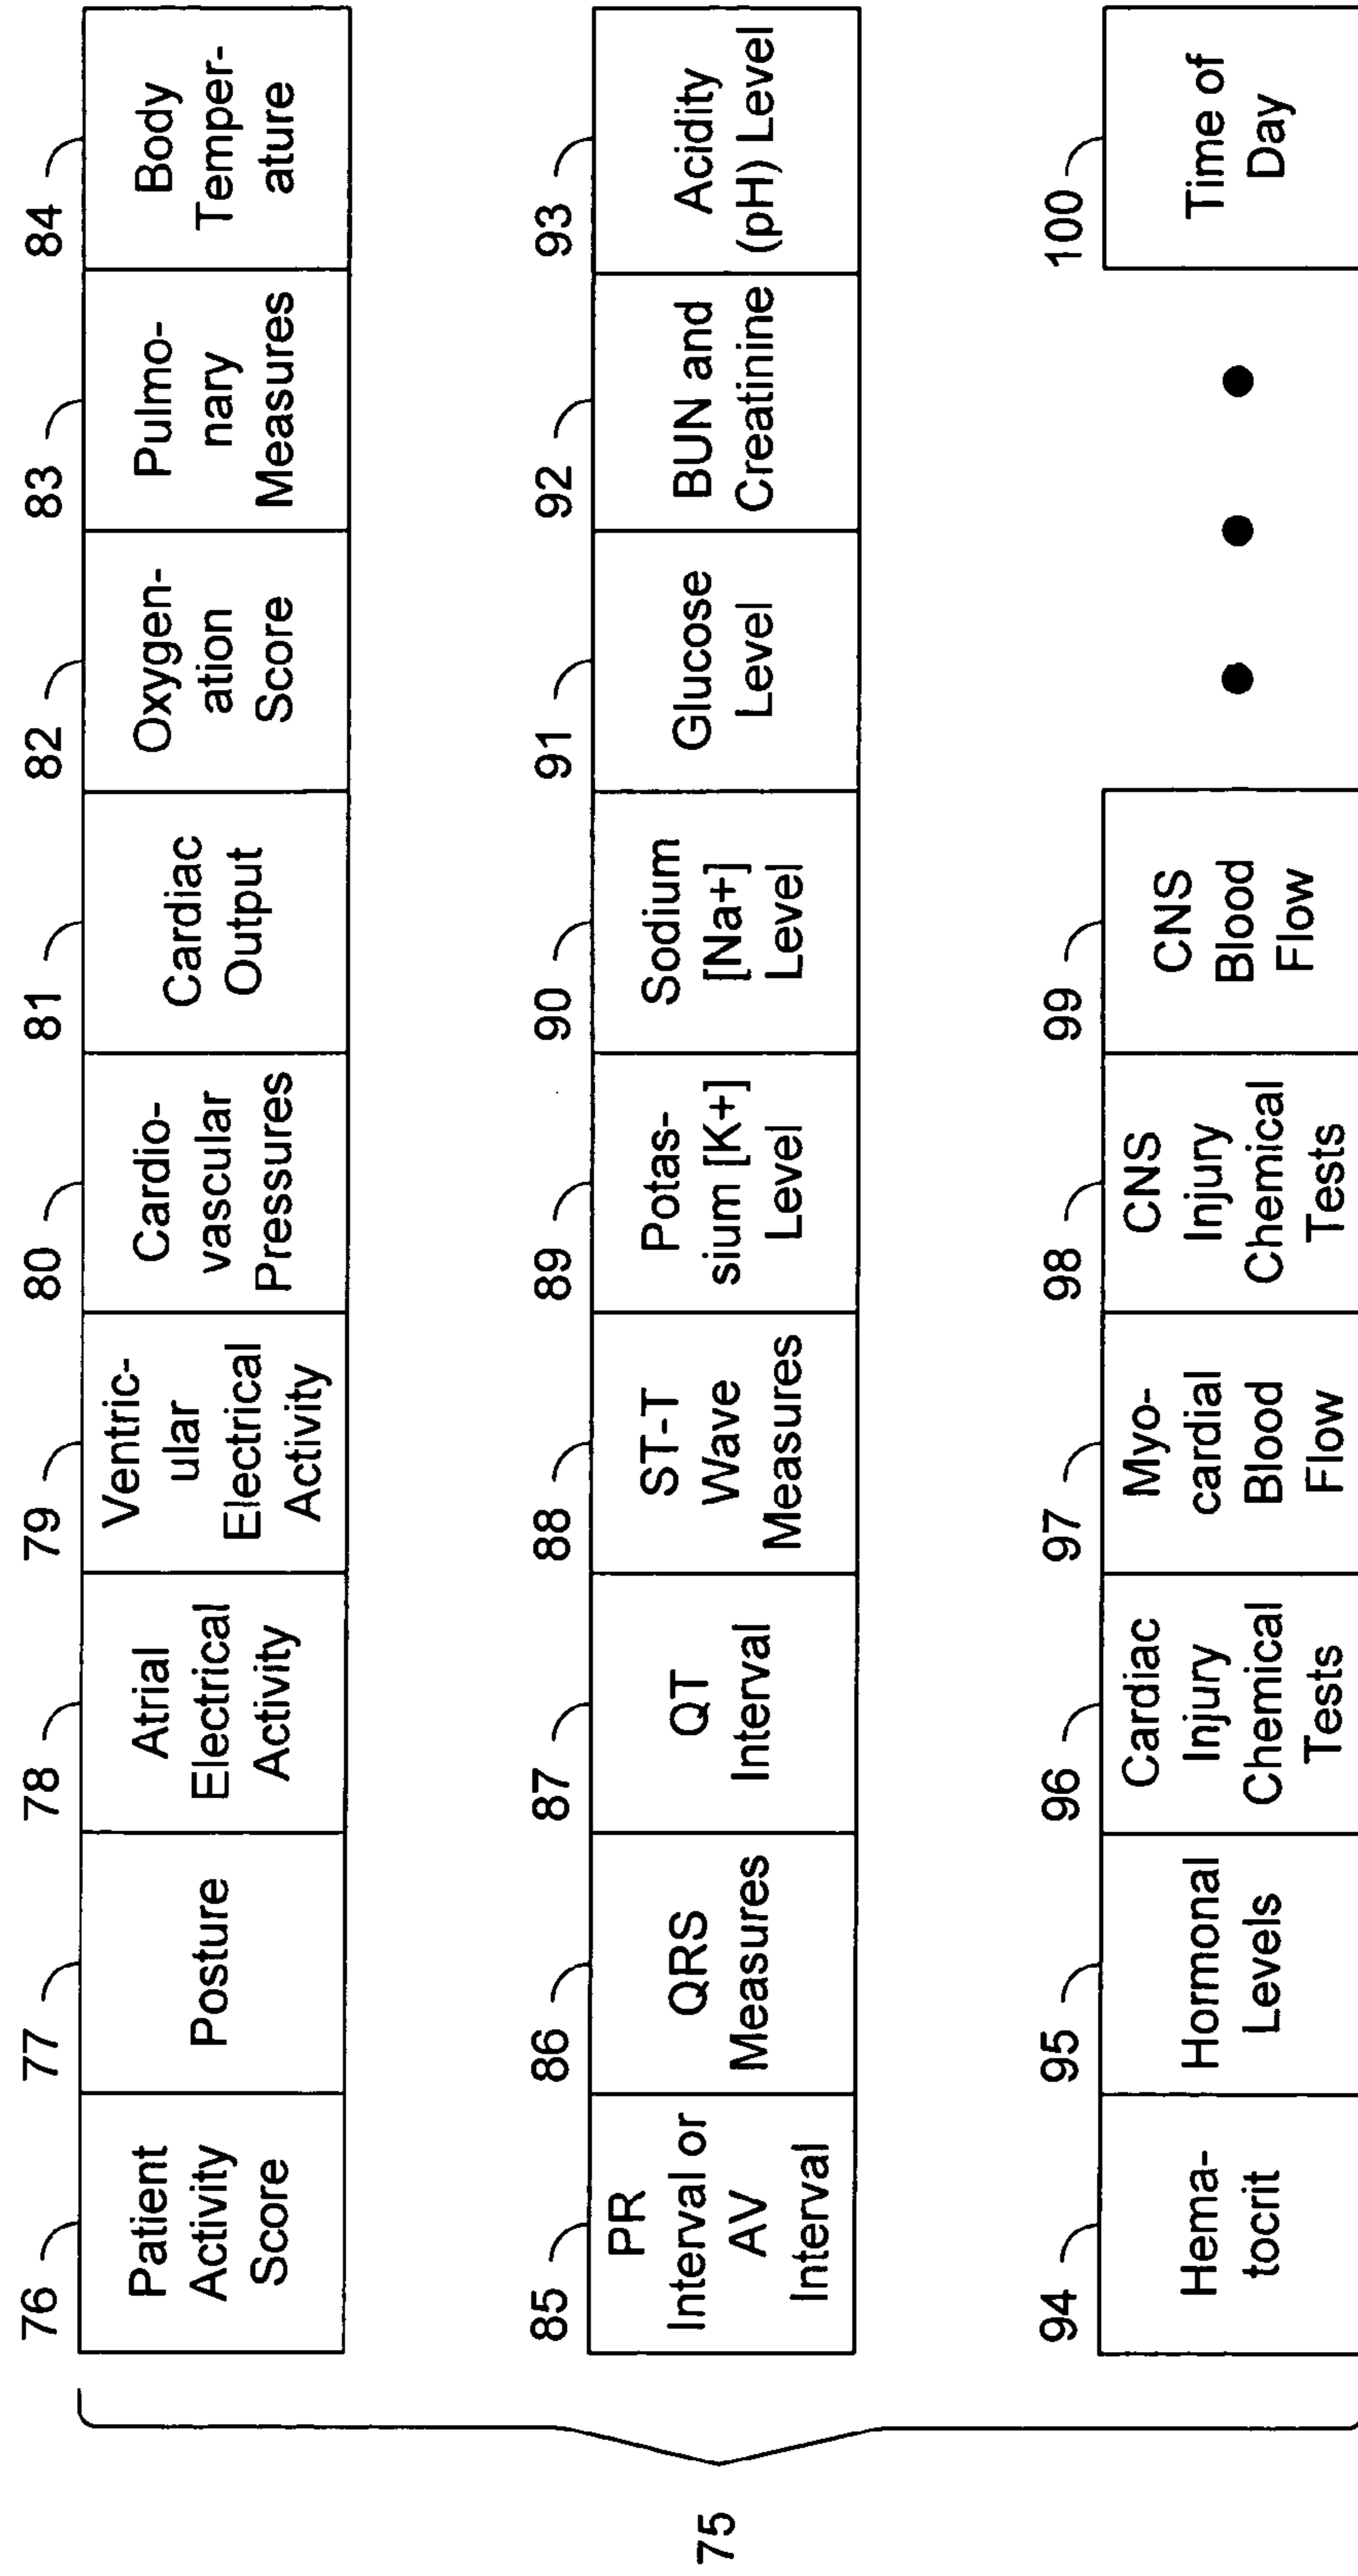 76
77
78
79
80
81
82
83
84
Patient
Activity
Score
Posture
Atrial
Electrical
Activity
Ventric-
ular
Electrical
Activity
Cardio-
vascular
Pressures
Cardiac
Output
Oxygen-
ation
Score
Pulmo-
nary
Measures
Body
Temper-
ature
75
85
86
87
88
89
90
91
92
93
PR
Interval or
AV
Interval
QRS
Measures
QT
Interval
ST-T
Wave
Measures
Potas-
sium [K+]
Level
Sodium
[Na+]
Level
Glucose
Level
BUN and
Creatinine
Acidity
(pH) Level
94
95
96
97
98
99
100
Hema-
tocrit
Hormonal
Levels
Cardiac
Injury
Chemical
Tests
Myo-
cardial
Blood
Flow
CNS
Injury
Chemical
Tests
CNS
Blood
Flow
Time of
Day